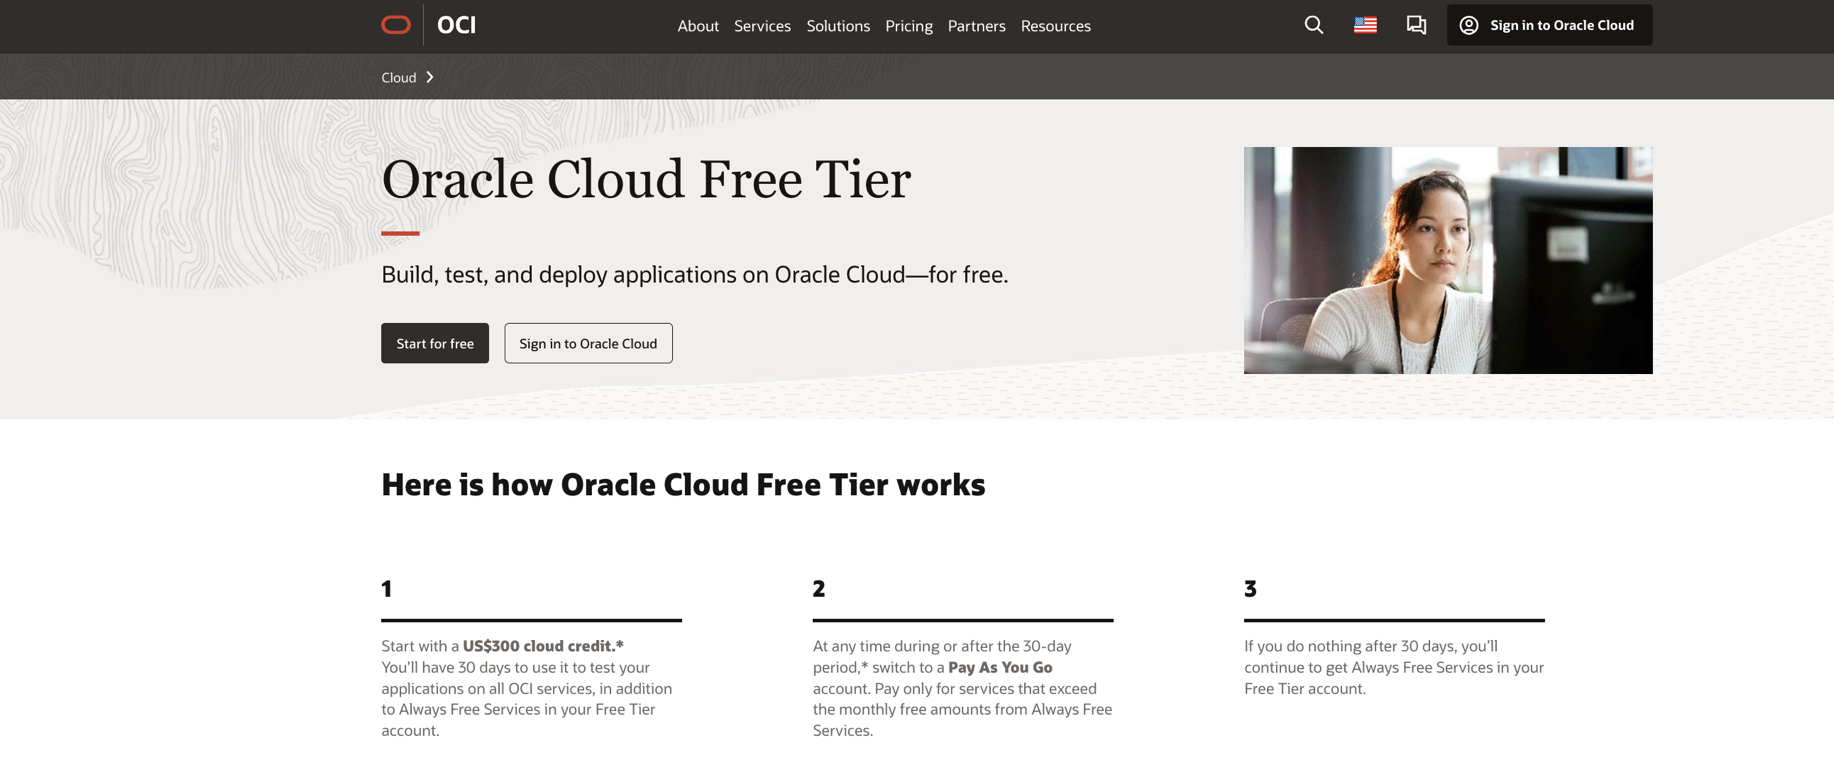 OCI
About Services Solutions Pricing Partners Resources
Sign in to Oracle Cloud
Cloud
Oracle Cloud Free Tier
Build, test, and deploy applications on Oracle Cloud—for free.
Start for free
Sign in to Oracle Cloud
Here is how Oracle Cloud Free Tier works
1
Start with a US$300 cloud credit.*
You'll have 30 days to use it to test your
applications on all OCI services, in addition
to Always Free Services in your Free Tier
account.
2
At any time during or after the 30-day
period,* switch to a Pay As You Go
account. Pay only for services that exceed
the monthly free amounts from Always Free
Services.
3
If you do nothing after 30 days, you'll
continue to get Always Free Services in your
Free Tier account.